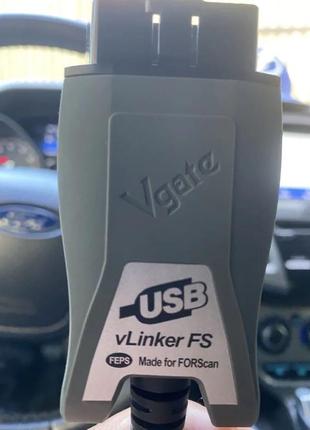 Vgate
USB
vLinker FS
FEPS Made for FORScan